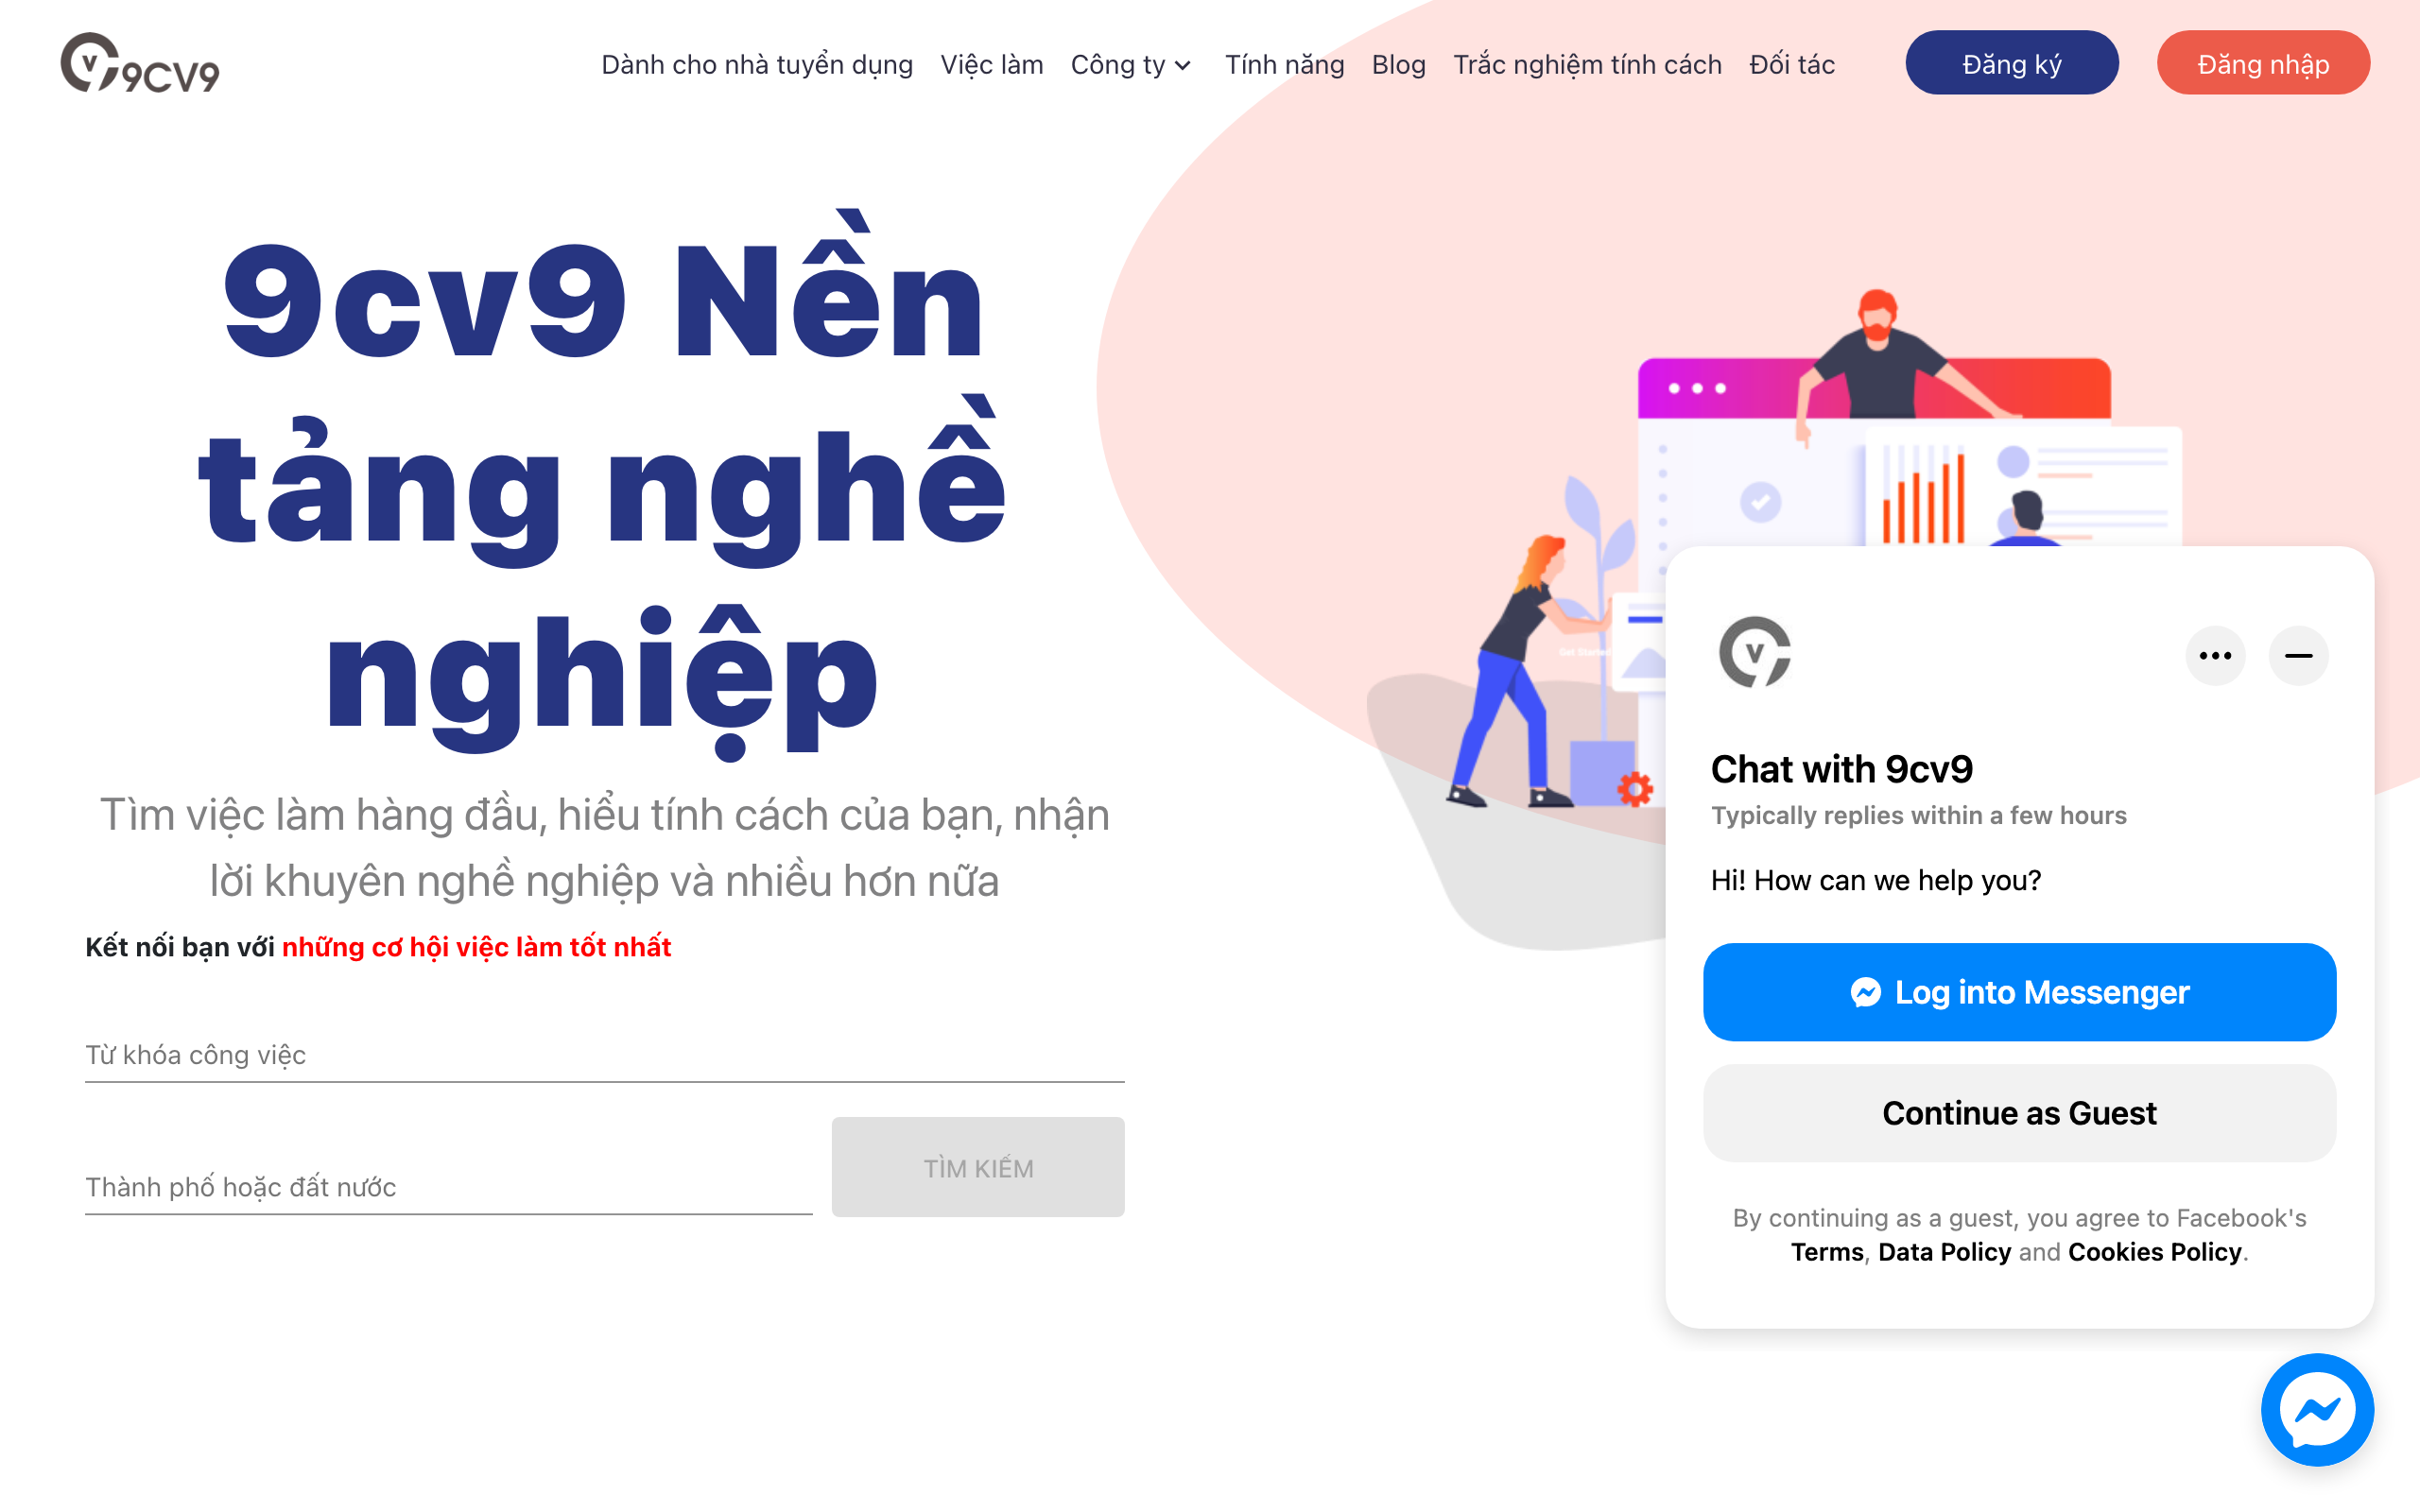 9CV9
Dành cho nhà tuyển dụng Việc làm Công ty Tính năng Blog Trắc nghiệm tính cách Đối tác Đăng ký Đăng nhập
9cv9 Nền
tảng nghề
nghiệp
Tìm việc làm hàng đầu, hiểu tính cách của bạn, nhận
lời khuyên nghề nghiệp và nhiều hơn nữa
Kết nối bạn với những cơ hội việc làm tốt nhất
Từ khóa công việc
Thành phố hoặc đất nước
TÌM KIẾM
Get Started
Chat with 9cv9
Typically replies within a few hours
Hi! How can we help you?
Log into Messenger
Continue as Guest
By continuing as a guest, you agree to Facebook's
Terms, Data Policy and Cookies Policy.